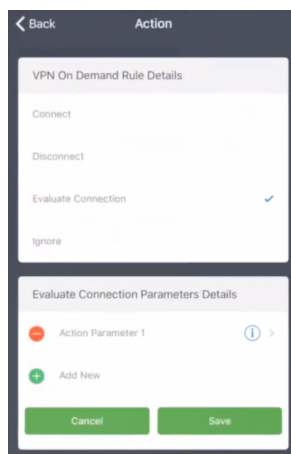 Back Action
VPN On Demand Rule Details
Connect
Disconnect
Evaluate Connection
Ignore
Evaluate Connection Parameters Details
Action Parameter 1
Add New
Cancel Save